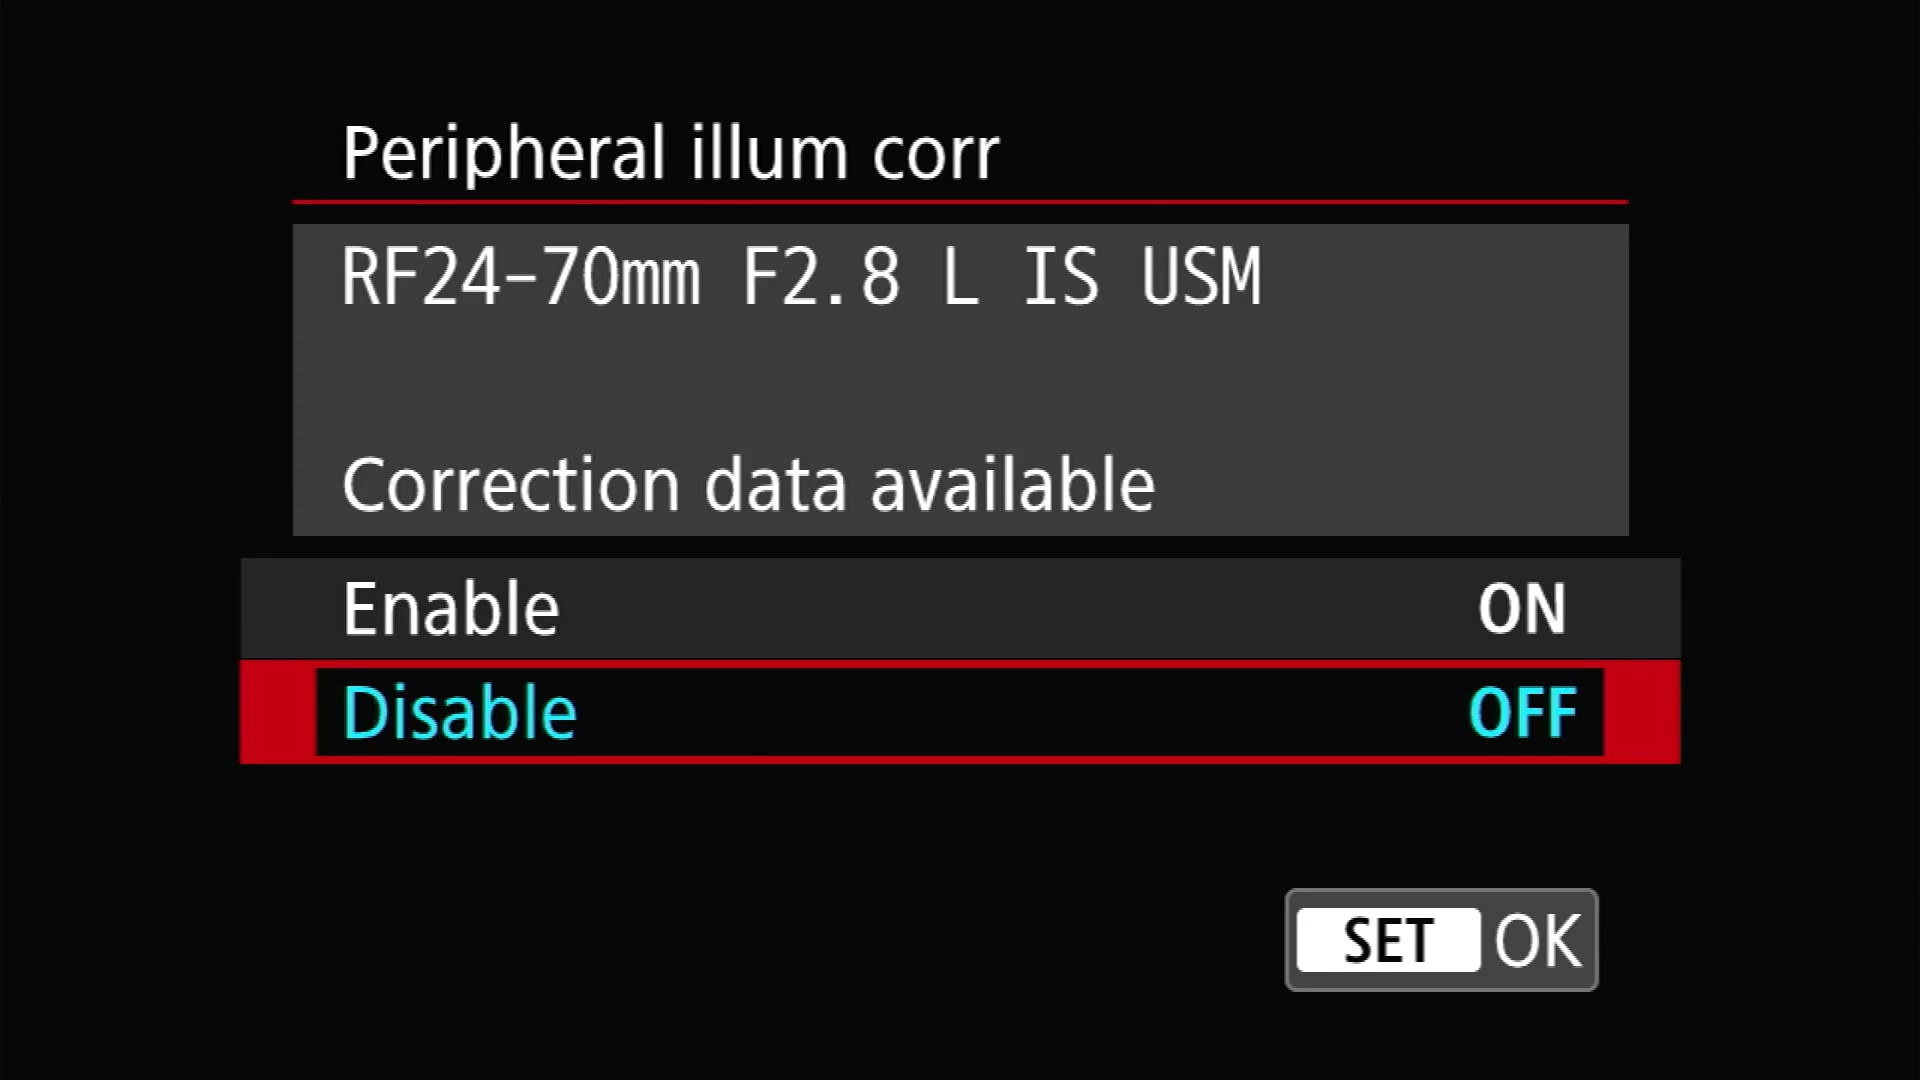 Peripheral illum corr
RF24-70mm F2.8 L IS USM
Correction data available
Enable ON
Disable OFF
SET OK